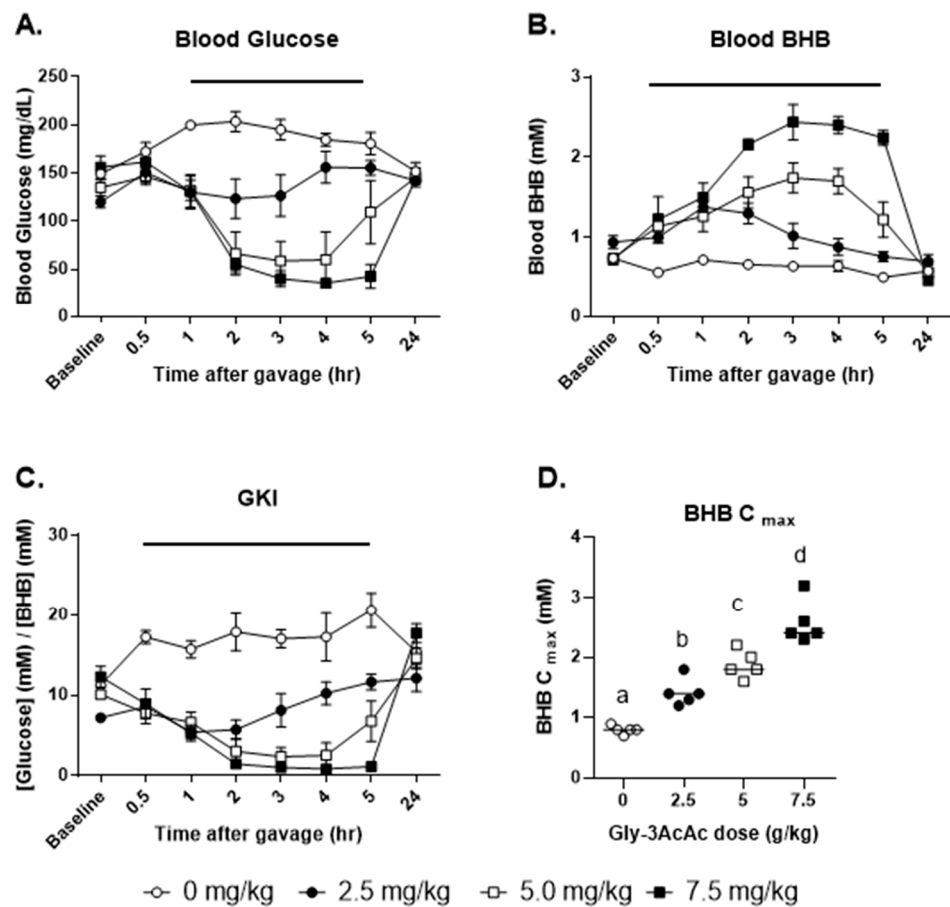 A.
Blood Glucose
Blood Glucose (mg/dL)
250
200
150
100
50
0
Baseline
0.5
1
2
3
4
5
24
Time after gavage (hr)
B.
Blood BHB
Blood BHB (mM)
3
2
1
0
Baseline
0.5
1
2
3
4
5
24
Time after gavage (hr)
C.
GKI
[Glucose] (mM) / [BHB] (mM)
30
20
10
0
Baseline
0.5
1
2
3
4
5
24
Time after gavage (hr)
D.
BHB C max
BHB C max (mM)
4
3
2
1
0
a
b
c
d
0
2.5
5
7.5
Gly-3AcAc dose (g/kg)
0 mg/kg 2.5 mg/kg 5.0 mg/kg 7.5 mg/kg